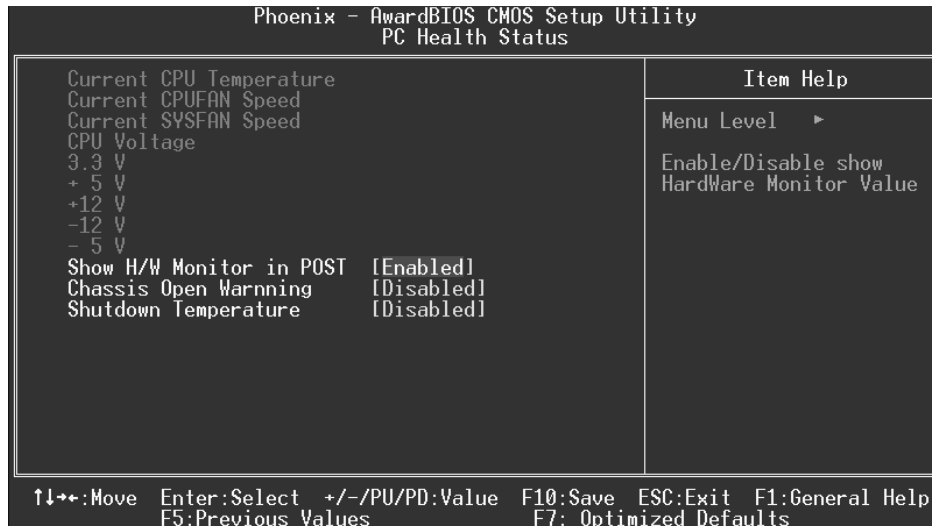 Phoenix - AwardBIOS CMOS Setup Utility
PC Health Status
Current CPU Temperature
Current CPUFAN Speed
Current SYSFAN Speed
CPU Voltage
3.3 V
+ 5 V
+12 V
-12 V
- 5 V
Show H/W Monitor in POST [Enabled]
Chassis Open Warnning [Disabled]
Shutdown Temperature [Disabled]
Item Help
Menu Level ►
Enable/Disable show
HardWare Monitor Value
↑↓→←:Move Enter:Select +/-/PU/PD:Value F10:Save ESC:Exit F1:General Help
F5:Previous Values F7: Optimized Defaults